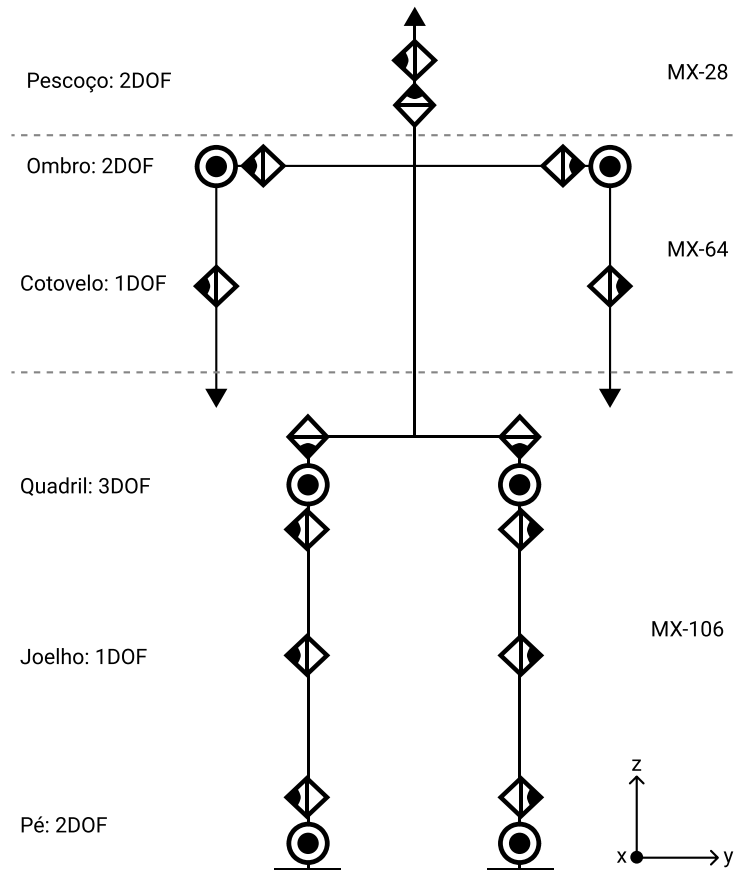 Pescoço: 2DOF
MX-28
Ombro: 2DOF
MX-64
Cotovelo: 1DOF
Quadril: 3DOF
MX-106
Joelho: 1DOF
z
Pé: 2DOF
x
y